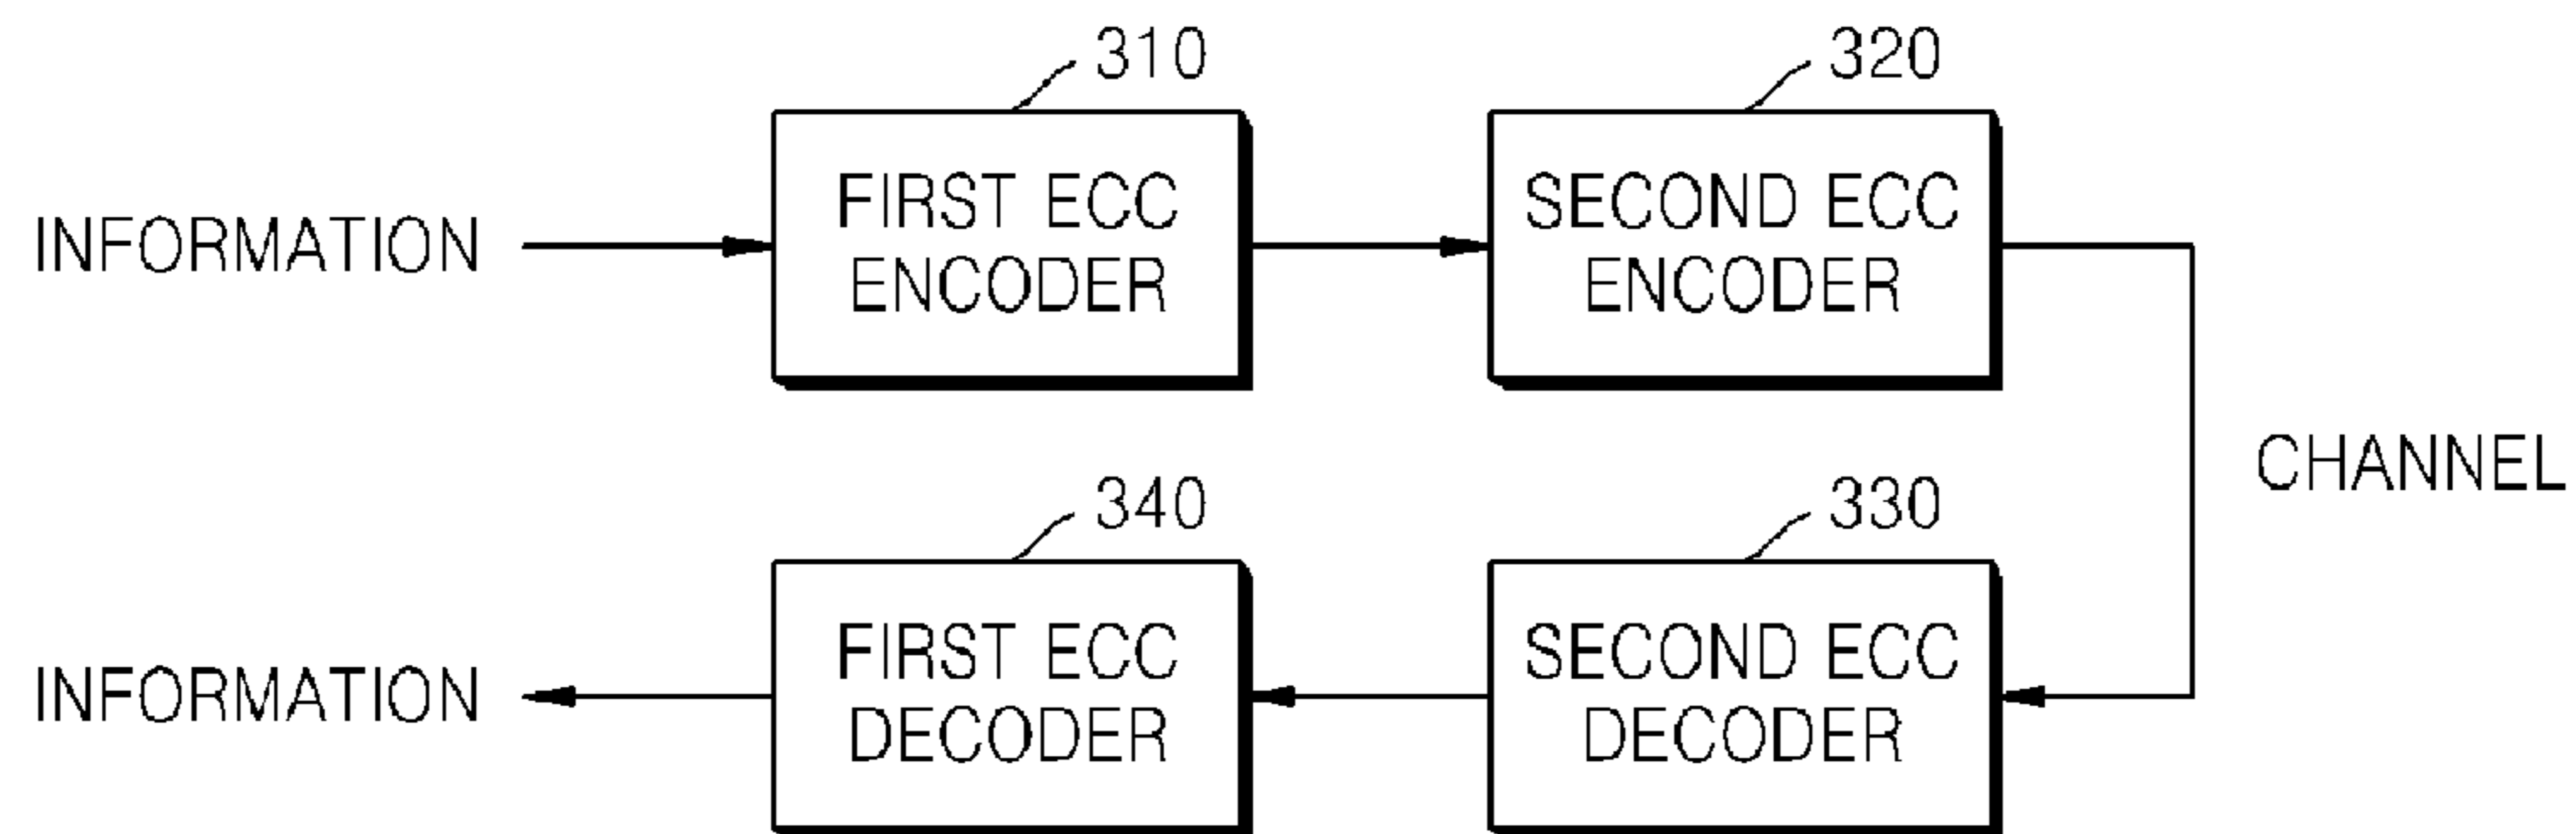 310
320
INFORMATION
FIRST ECC
ENCODER
SECOND ECC
ENCODER
CHANNEL
340
330
INFORMATION
FIRST ECC
DECODER
SECOND ECC
DECODER